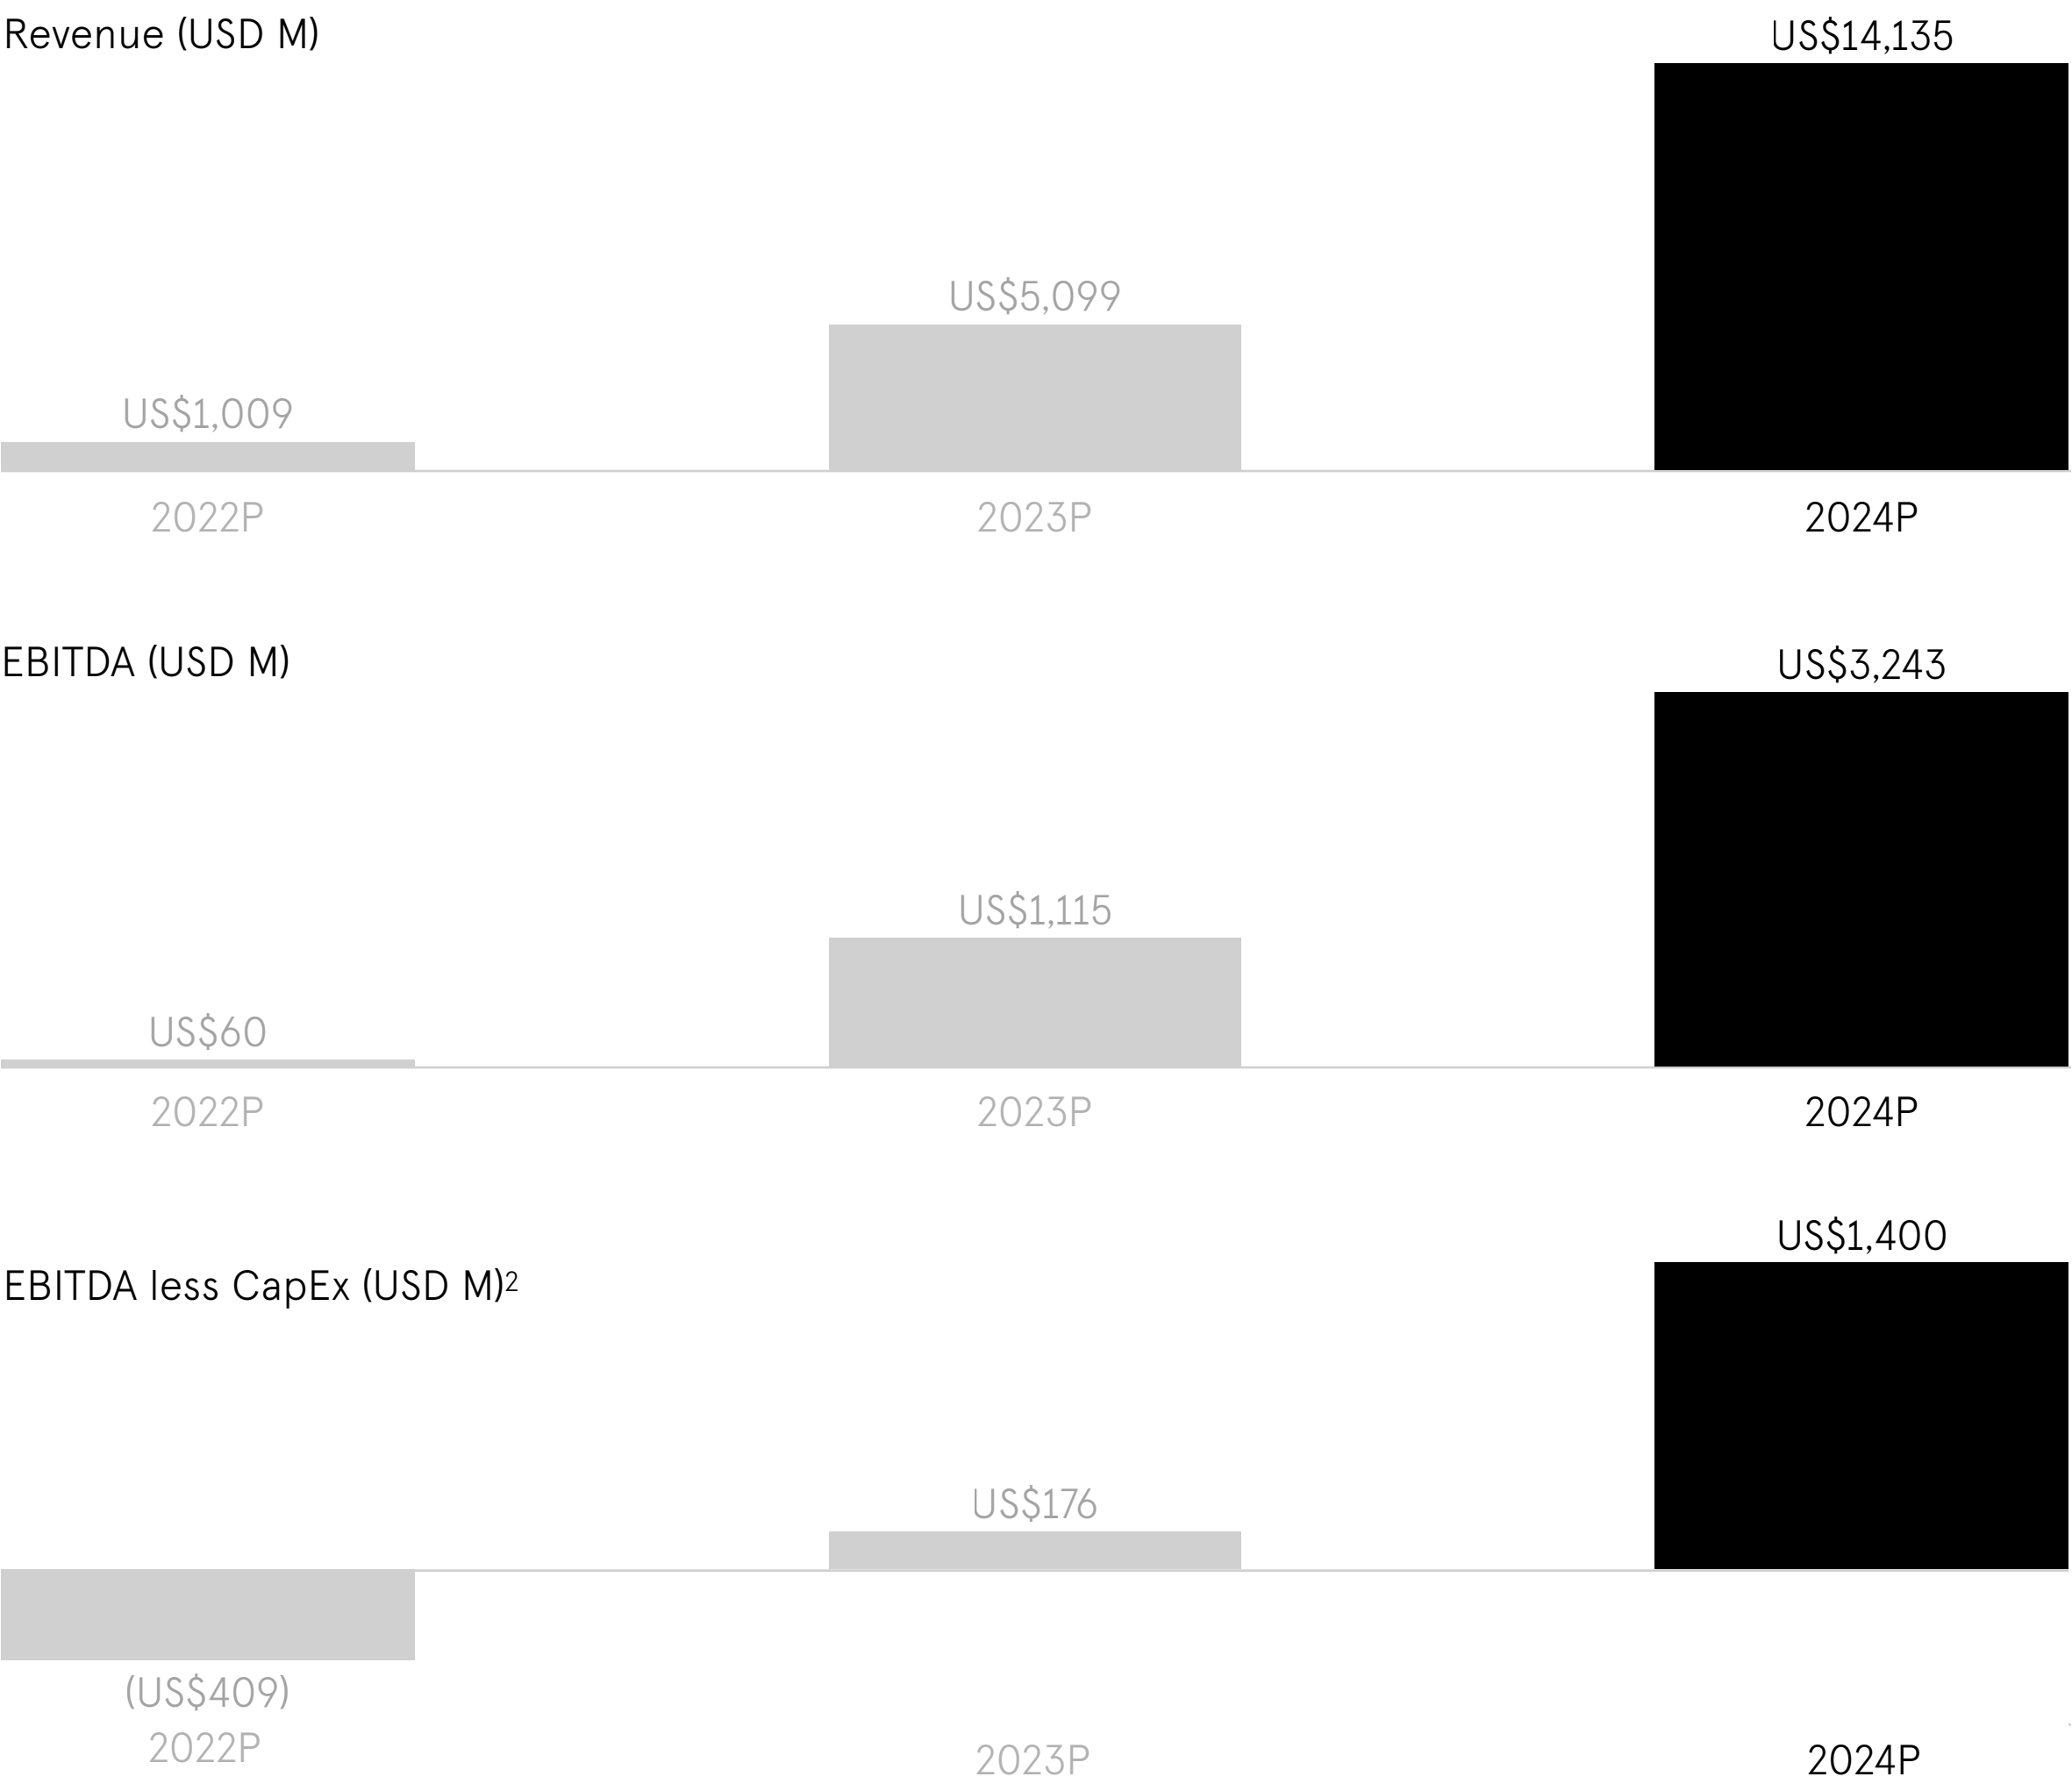 Revenue (USD M)
US$14,135
US$5,099
US$1,009
2022P
2023P
2024P
EBITDA (USD M)
US$3,243
US$1,115
US$60
2022P
2023P
2024P
US$1,400
EBITDA less CapEx (USD M)2
US$176
(US$409)
2022P
2023P
2024P